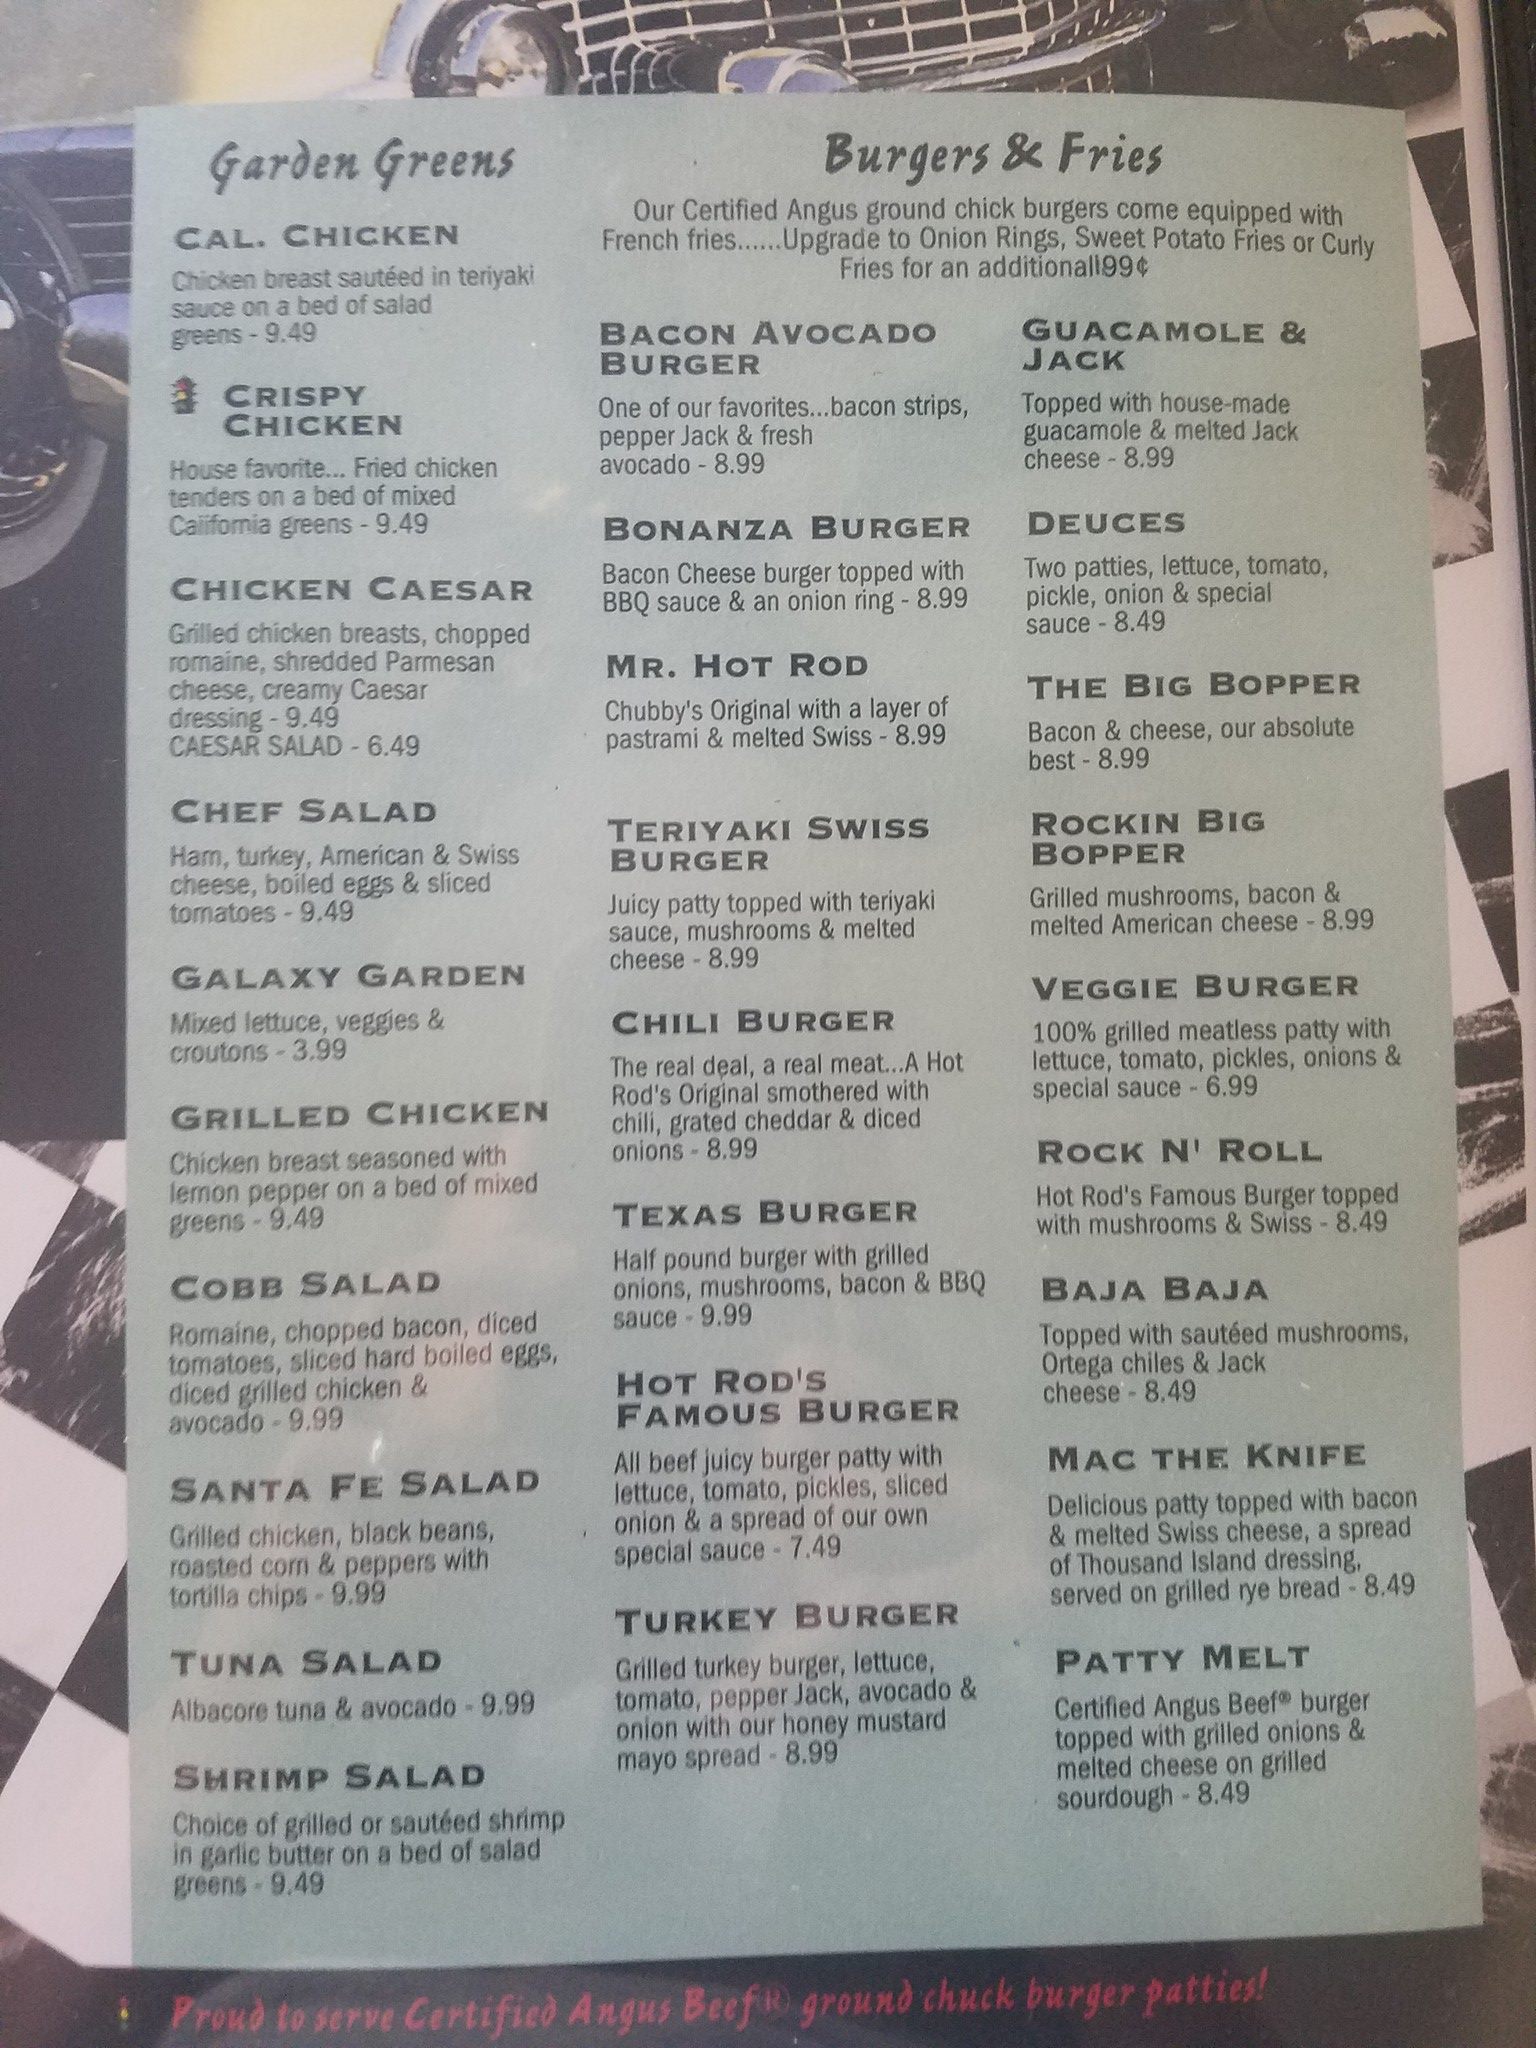 Garden Greens
CAL. CHICKEN
Chicken breast sautéed in teriyaki
sauce on a bed of salad
greens - 9.49
CRISPY
CHICKEN
House favorite... Fried chicken
tenders on a bed of mixed
California greens - 9.49
CHICKEN CAESAR
Grilled chicken breasts, chopped
romaine, shredded Parmesan
cheese, creamy Caesar
dressing - 9.49
CAESAR SALAD - 6.49
CHEF SALAD
Ham, turkey, American & Swiss
cheese, boiled eggs & sliced
tomatoes - 9.49
GALAXY GARDEN
Mixed lettuce, veggies &
croutons - 3.99
GRILLED CHICKEN
Chicken breast seasoned with
lemon pepper on a bed of mixed
greens - 9.49
COBB SALAD
Romaine, chopped bacon, diced
tomatoes, sliced hard boiled eggs,
diced grilled chicken &
avocado - 9.99
SANTA FE SALAD
Grilled chicken, black beans,
roasted corn & peppers with
tortilla chips - 9.99
TUNA SALAD
Albacore tuna & avocado - 9.99
SHRIMP SALAD
Choice of grilled or sautéed shrimp
in garlic butter on a bed of salad
greens - 9.49
Burgers & Fries
Our Certified Angus ground chick burgers come equipped with
French fries......Upgrade to Onion Rings, Sweet Potato Fries or Curly
Fries for an additionall99¢
BACON AVOCADO
BURGER
One of our favorites...bacon strips,
pepper Jack & fresh
avocado - 8.99
BONANZA BURGER
Bacon Cheese burger topped with
BBQ sauce & an onion ring - 8.99
MR. HOT ROD
Chubby's Original with a layer of
pastrami & melted Swiss - 8.99
TERIYAKI SWISS
BURGER
Juicy patty topped with teriyaki
sauce, mushrooms & melted
cheese - 8.99
CHILI BURGER
The real deal, a real meat...A Hot
Rod's Original smothered with
chili, grated cheddar & diced
onions - 8.99
TEXAS BURGER
Half pound burger with grilled
onions, mushrooms, bacon & BBQ
sauce - 9.99
HOT ROD'S
FAMOUS BURGER
All beef juicy burger patty with
lettuce, tomato, pickles, sliced
onion & a spread of our own
special sauce - 7.49
TURKEY BURGER
Grilled turkey burger, lettuce,
tomato, pepper Jack, avocado &
onion with our honey mustard
mayo spread - 8.99
GUACAMOLE &
JACK
Topped with house-made
guacamole & melted Jack
cheese - 8.99
DEUCES
Two patties, lettuce, tomato,
pickle, onion & special
sauce - 8.49
THE BIG BOPPER
Bacon & cheese, our absolute
best - 8.99
ROCKIN BIG
BOPPER
Grilled mushrooms, bacon &
melted American cheese - 8.99
VEGGIE BURGER
100% grilled meatless patty with
lettuce, tomato, pickles, onions &
special sauce - 6.99
ROCK N' ROLL
Hot Rod's Famous Burger topped
with mushrooms & Swiss - 8.49
BAJA BAJA
Topped with sautéed mushrooms,
Ortega chiles & Jack
cheese - 8.49
MAC THE KNIFE
Delicious patty topped with bacon
& melted Swiss cheese, a spread
of Thousand Island dressing,
served on grilled rye bread - 8.49
PATTY MELT
Certified Angus Beef® burger
topped with grilled onions &
melted cheese on grilled
sourdough - 8.49
Proud to serve Certified Angus Beef® ground chuck burger patties!